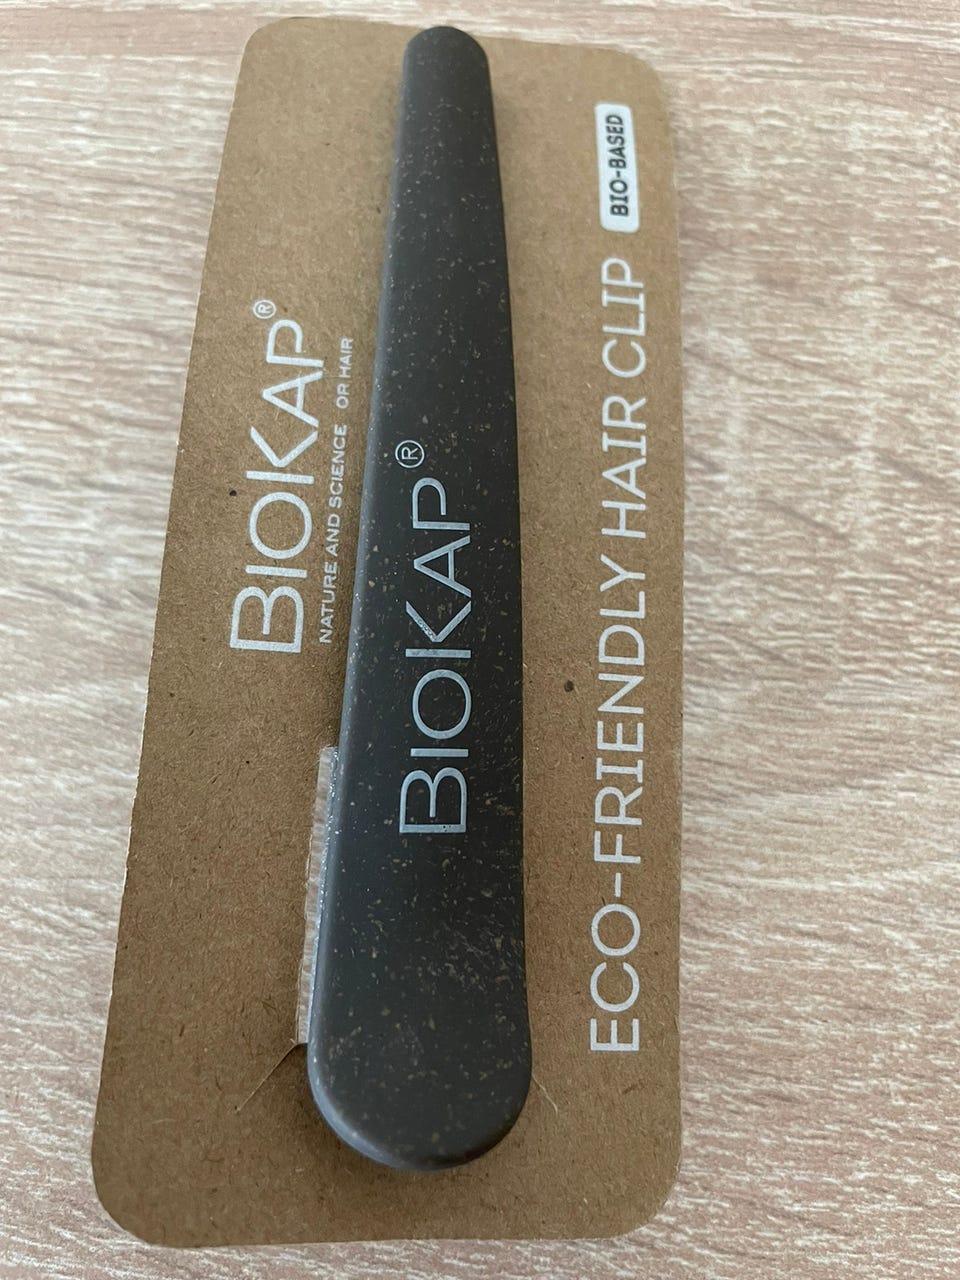 BIOKAP®
NATURE AND SCIENCE OR HAIR
BIOKAP®
ECO-FRIENDLY HAIR CLIP
BIO-BASED